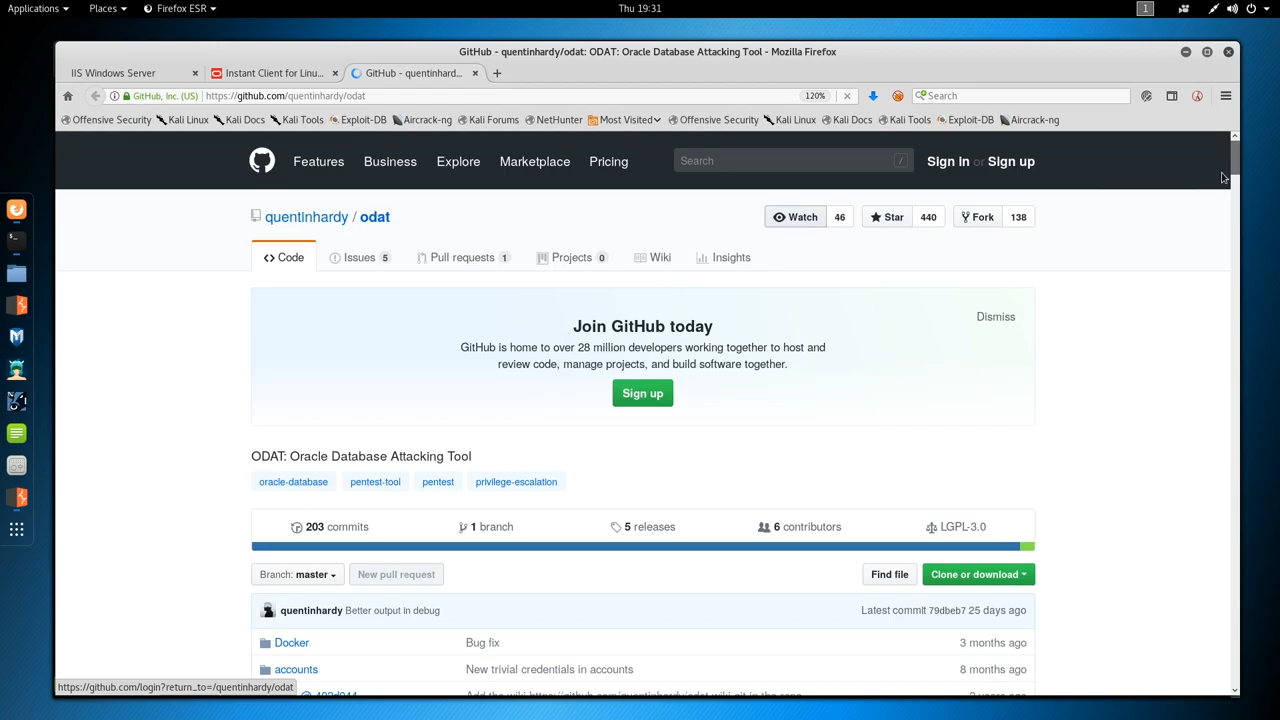 Applications Places Firefox ESR Thu 19:31 1
GitHub - quentinhardy/odat: ODAT: Oracle Database Attacking Tool - Mozilla Firefox
IIS Windows Server × Instant Client for Linu... × GitHub - quentinhard... × +
GitHub, Inc. (US) https://github.com/quentinhardy/odat 120% Search
Offensive Security Kali Linux Kali Docs Kali Tools Exploit-DB Aircrack-ng Kali Forums NetHunter Most Visited Offensive Security Kali Linux Kali Docs Kali Tools Exploit-DB Aircrack-ng
Features Business Explore Marketplace Pricing Search / Sign in or Sign up
quentinhardy / odat Watch 46 Star 440 Fork 138
Code Issues 5 Pull requests 1 Projects 0 Wiki Insights
Dismiss
Join GitHub today
GitHub is home to over 28 million developers working together to host and
review code, manage projects, and build software together.
Sign up
ODAT: Oracle Database Attacking Tool
oracle-database pentest-tool pentest privilege-escalation
203 commits 1 branch 5 releases 6 contributors LGPL-3.0
Branch: master New pull request Find file Clone or download
quentinhardy Better output in debug Latest commit 79dbeb7 25 days ago
Docker Bug fix 3 months ago
accounts New trivial credentials in accounts 8 months ago
https://github.com/login?return_to=/quentinhardy/odat